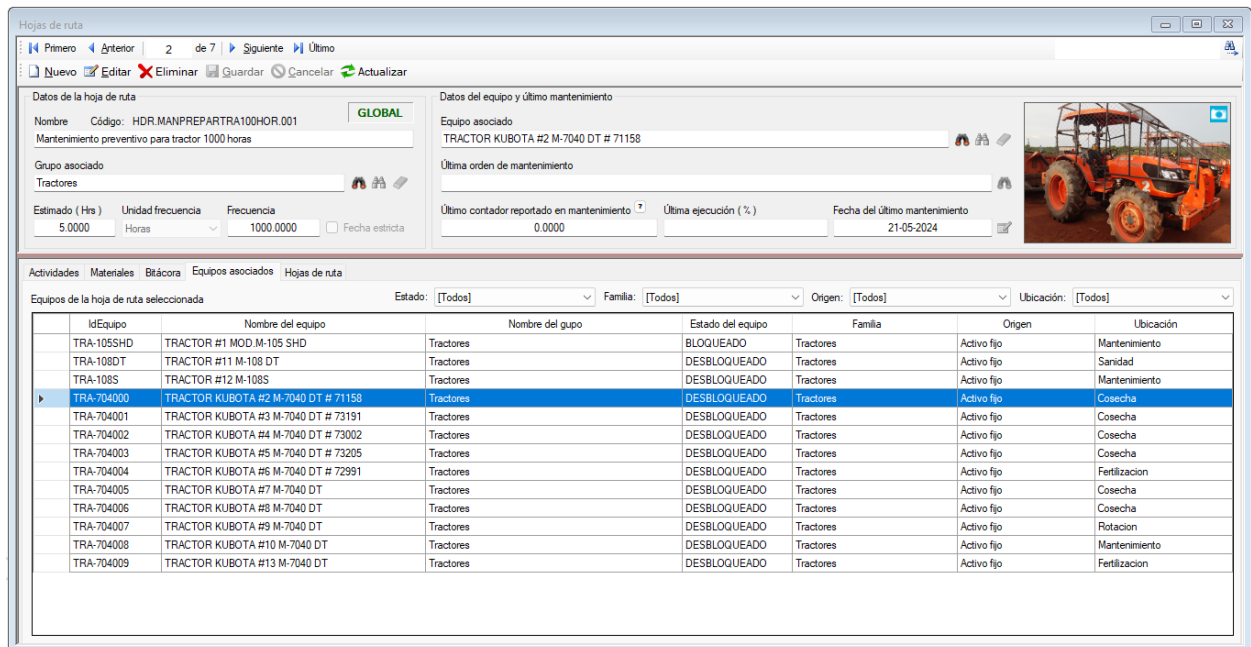 Hojas de ruta
Primero Anterior 2 de 7 Siguiente Último
Nuevo Editar Eliminar Guardar Cancelar Actualizar
Datos de la hoja de ruta
GLOBAL
Nombre Código: HDR.MANPREPARTRA100HOR.001
Mantenimiento preventivo para tractor 1000 horas
Grupo asociado
Tractores
Estimado ( Hrs ) Unidad frecuencia Frecuencia
5.0000 Horas 1000.0000 Fecha estricta
Datos del equipo y último mantenimiento
Equipo asociado
TRACTOR KUBOTA #2 M-7040 DT # 71158
Última orden de mantenimiento
Último contador reportado en mantenimiento ? Última ejecución ( % ) Fecha del último mantenimiento
0.0000 21-05-2024
2
Actividades Materiales Bitácora Equipos asociados Hojas de ruta
Equipos de la hoja de ruta seleccionada Estado: [Todos] Familia: [Todos] Origen: [Todos] Ubicación: [Todos]
IdEquipo Nombre del equipo Nombre del gupo Estado del equipo Familia Origen Ubicación
TRA-105SHD TRACTOR #1 MOD.M-105 SHD Tractores BLOQUEADO Tractores Activo fijo Mantenimiento
TRA-108DT TRACTOR #11 M-108 DT Tractores DESBLOQUEADO Tractores Activo fijo Sanidad
TRA-108S TRACTOR #12 M-108S Tractores DESBLOQUEADO Tractores Activo fijo Mantenimiento
TRA-704000 TRACTOR KUBOTA #2 M-7040 DT # 71158 Tractores DESBLOQUEADO Tractores Activo fijo Cosecha
TRA-704001 TRACTOR KUBOTA #3 M-7040 DT # 73191 Tractores DESBLOQUEADO Tractores Activo fijo Cosecha
TRA-704002 TRACTOR KUBOTA #4 M-7040 DT # 73002 Tractores DESBLOQUEADO Tractores Activo fijo Cosecha
TRA-704003 TRACTOR KUBOTA #5 M-7040 DT # 73205 Tractores DESBLOQUEADO Tractores Activo fijo Cosecha
TRA-704004 TRACTOR KUBOTA #6 M-7040 DT # 72991 Tractores DESBLOQUEADO Tractores Activo fijo Fertilizacion
TRA-704005 TRACTOR KUBOTA #7 M-7040 DT Tractores DESBLOQUEADO Tractores Activo fijo Cosecha
TRA-704006 TRACTOR KUBOTA #8 M-7040 DT Tractores DESBLOQUEADO Tractores Activo fijo Cosecha
TRA-704007 TRACTOR KUBOTA #9 M-7040 DT Tractores DESBLOQUEADO Tractores Activo fijo Rotacion
TRA-704008 TRACTOR KUBOTA #10 M-7040 DT Tractores DESBLOQUEADO Tractores Activo fijo Mantenimiento
TRA-704009 TRACTOR KUBOTA #13 M-7040 DT Tractores DESBLOQUEADO Tractores Activo fijo Fertilizacion